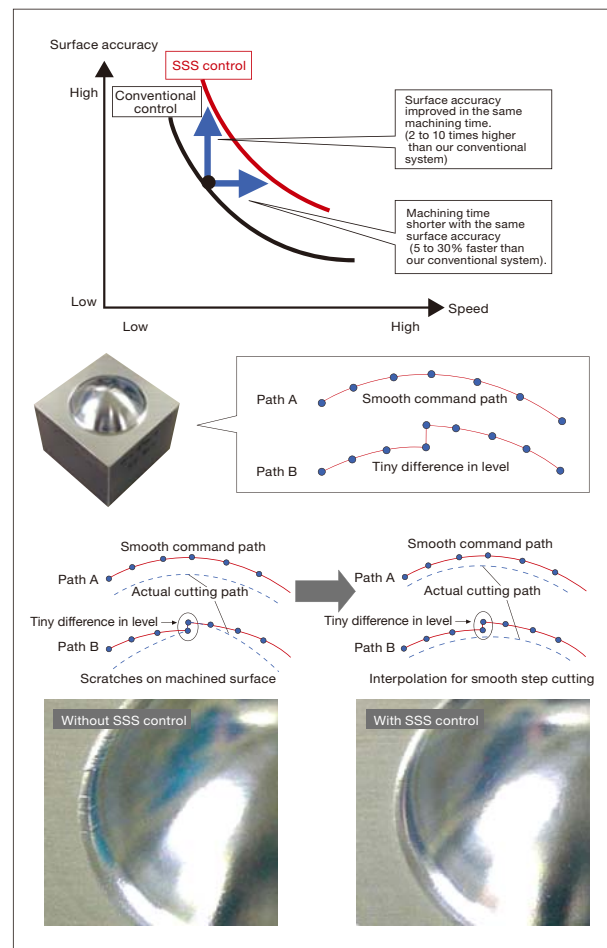 Surface accuracy
SSS control
High
Conventional
control
Surface accuracy
improved in the same
machining time.
(2 to 10 times higher
than our conventional
system)
Machining time
shorter with the same
surface accuracy
(5 to 30% faster than
our conventional system).
Low
Speed
Low
High
Path A
Smooth command path
Path B
Tiny difference in level
Smooth command path
Path A
Actual cutting path
Tiny difference in level
Path B
Scratches on machined surface
Smooth command path
Path A
Actual cutting path
Tiny difference in level
Path B
Interpolation for smooth step cutting
Without SSS control
With SSS control